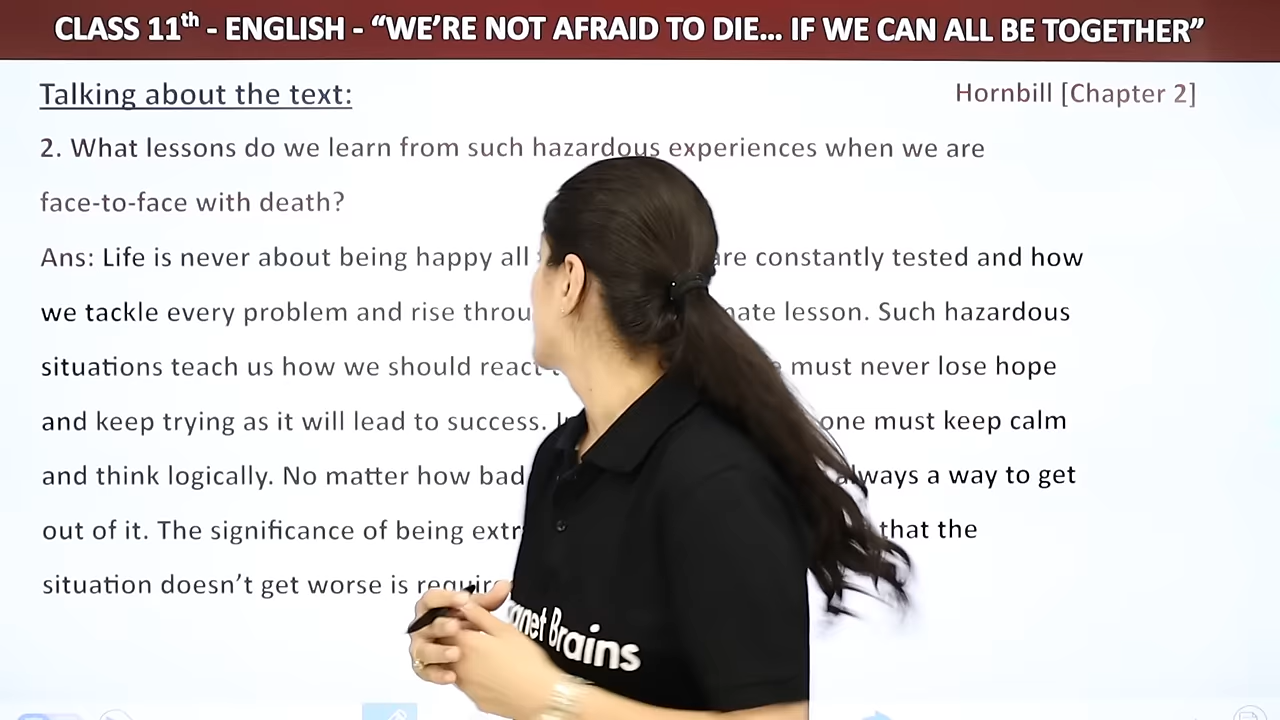 CLASS 11th - ENGLISH - “WE’RE NOT AFRAID TO DIE... IF WE CAN ALL BE TOGETHER”
Talking about the text:
Hornbill [Chapter 2]
2. What lessons do we learn from such hazardous experiences when we are
face-to-face with death?
Ans: Life is never about being happy all are constantly tested and how
we tackle every problem and rise lesson. Such hazardous
situations teach us how we should react must never lose hope
and keep trying as it will lead to success. one must keep calm
and think logically. No matter how bad always a way to get
out of it. The significance of being that the
situation doesn’t get worse is
Brains